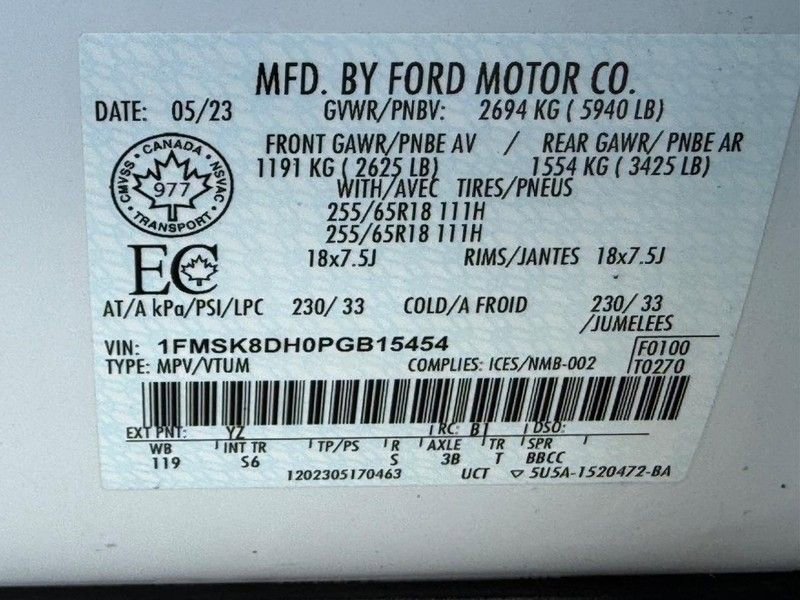 MFD. BY FORD MOTOR CO.
DATE: 05/23 GVWR/PNBV: 2694 KG ( 5940 LB)
FRONT GAWR/PNBE AV / REAR GAWR/ PNBE AR
1191 KG ( 2625 LB) 1554 KG ( 3425 LB)
WITH/AVEC TIRES/PNEUS
255/65R18 111H
255/65R18 111H
CANADA CMVSS NSVAC TRANSPORT
977
EC
18x7.5J RIMS/JANTES 18x7.5J
AT/A kPa/PSI/LPC 230/ 33 COLD/A FROID 230/ 33
/JUMELEES
VIN: 1FMSK8DH0PGB15454 F0100
TYPE: MPV/VTUM COMPLIES: ICES/NMB-002 T0270
EXT PNT: YZ RC: B1 DSO:
WB INT TR TP/PS R AXLE TR SPR
119 S6 S 3B T BBCC
1202305170463 UCT 5U5A-1520472-BA